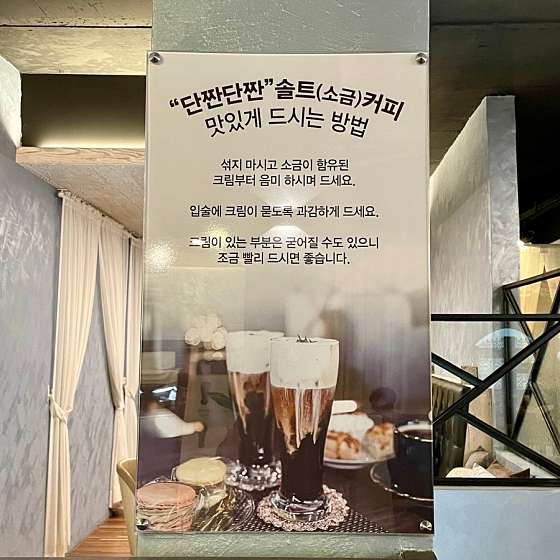 “단짠단짠”솔트(소금)커피
맛있게 드시는 방법
섞지 마시고 소금이 함유된
크림부터 음미 하시며 드세요.
입술에 크림이 묻도록 과감하게 드세요.
크림이 있는 부분은 굳어질 수도 있으니
조금 빨리 드시면 좋습니다.